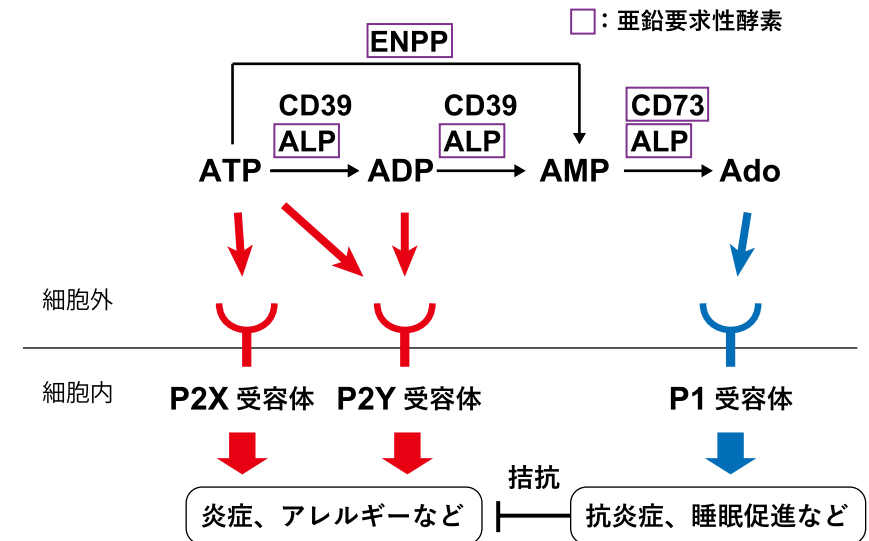 ：亜鉛要求性酵素
ENPP
CD39 CD39 CD73
ALP ALP ALP
ATP ADP AMP Ado
細胞外
細胞内
P2X 受容体 P2Y 受容体 P1 受容体
拮抗
炎症、アレルギーなど 抗炎症、睡眠促進など